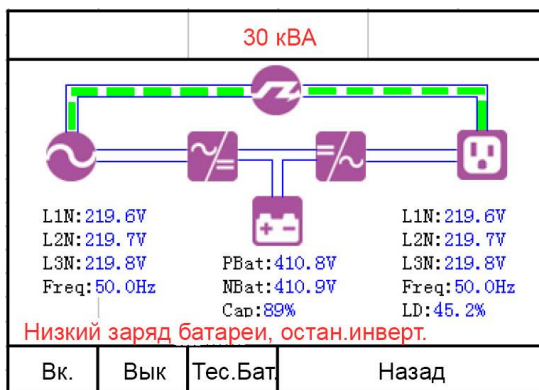 30 кВА
L1N:219.6V
L2N:219.7V
L3N:219.8V
Freq:50.0Hz
PBat:410.8V
NBat:410.9V
Cap:89%
L1N:219.6V
L2N:219.7V
L3N:219.8V
Freq:50.0Hz
LD:45.2%
Низкий заряд батареи, остан.инверт.
Вк. Вык Тес.Бат. Назад